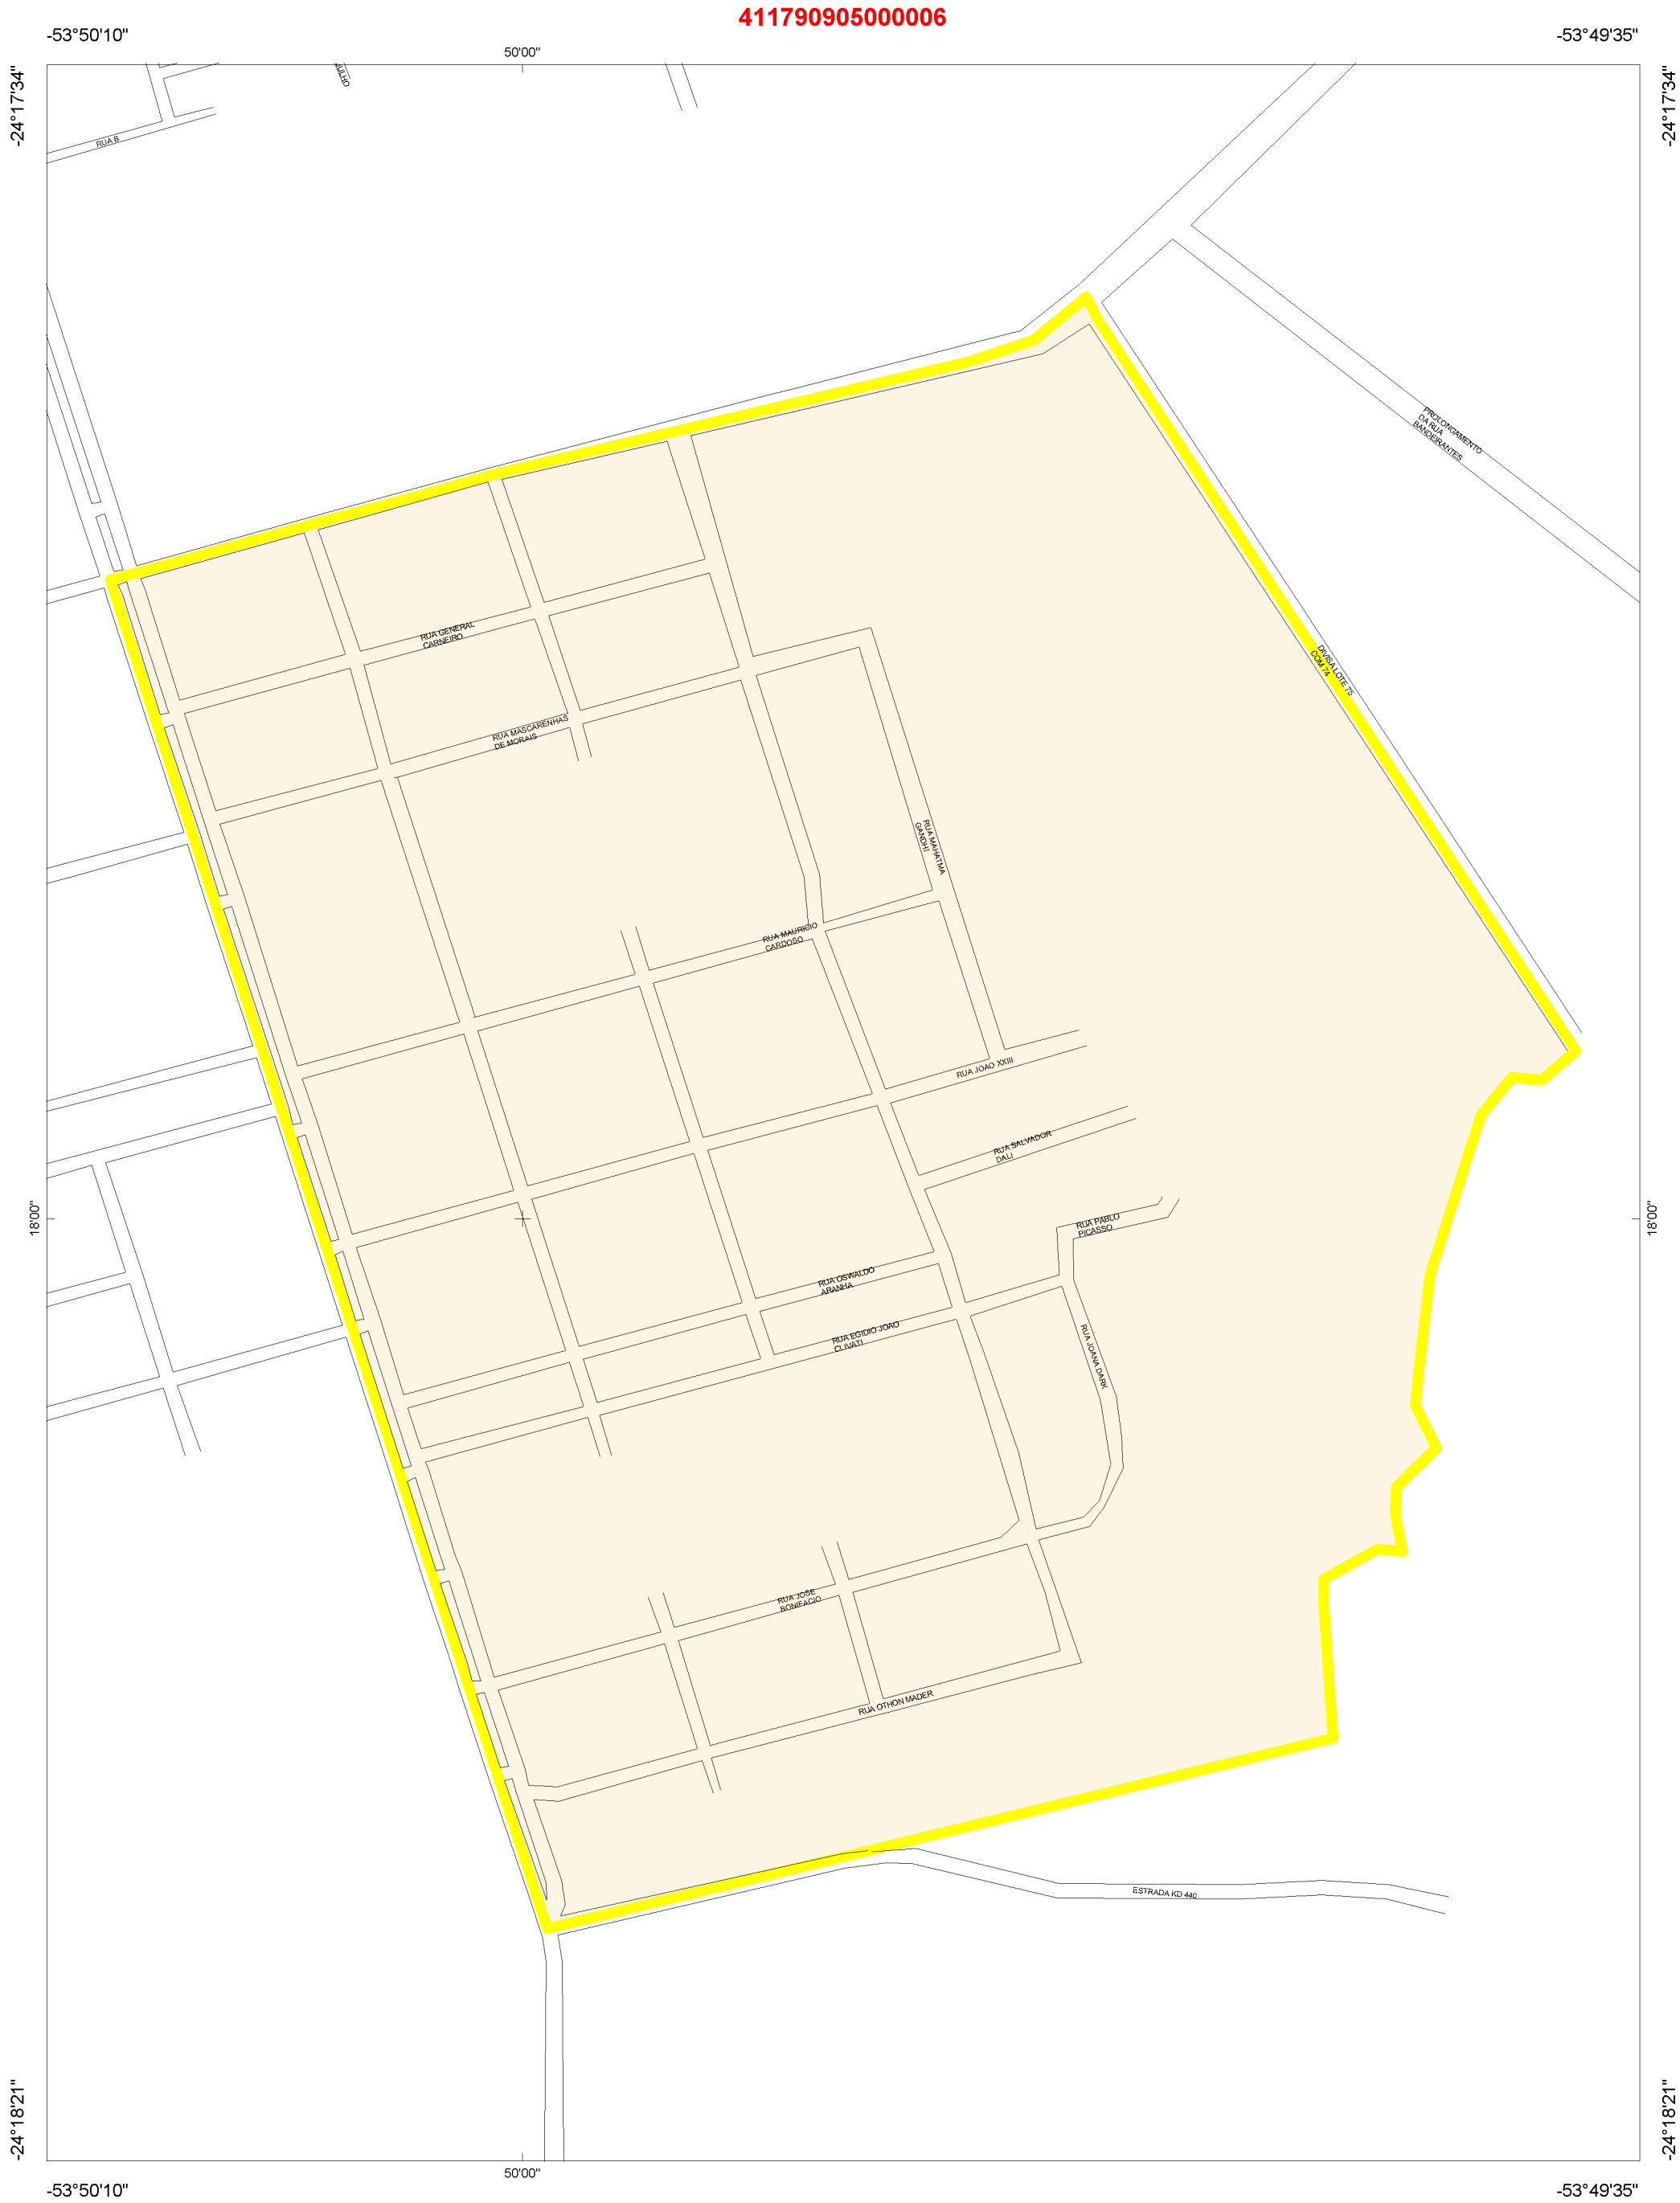 411790905000006
-53°50'10"
50'00"
-53°49'35"
-24°17'34"
-24°17'34"
RUA B
PROLONGAMENTO
DA RUA
BANDEIRANTES
RUA GENERAL
CARNEIRO
DIVISA LOTE 75
COM 74
RUA MASCARENHAS
DE MORAIS
RUA MAHATMA
GANDHI
RUA MAURICIO
CARDOSO
RUA JOAO XXIII
RUA SALVADOR
DALI
18'00"
18'00"
RUA PABLO
PICASSO
RUA OSWALDO
ARANHA
RUA EGIDIO JOAO
CLIVATI
RUA JOANA DARK
RUA JOSE
BONIFACIO
RUA OTHON MADER
ESTRADA KD 440
-24°18'21"
-24°18'21"
-53°50'10"
50'00"
-53°49'35"